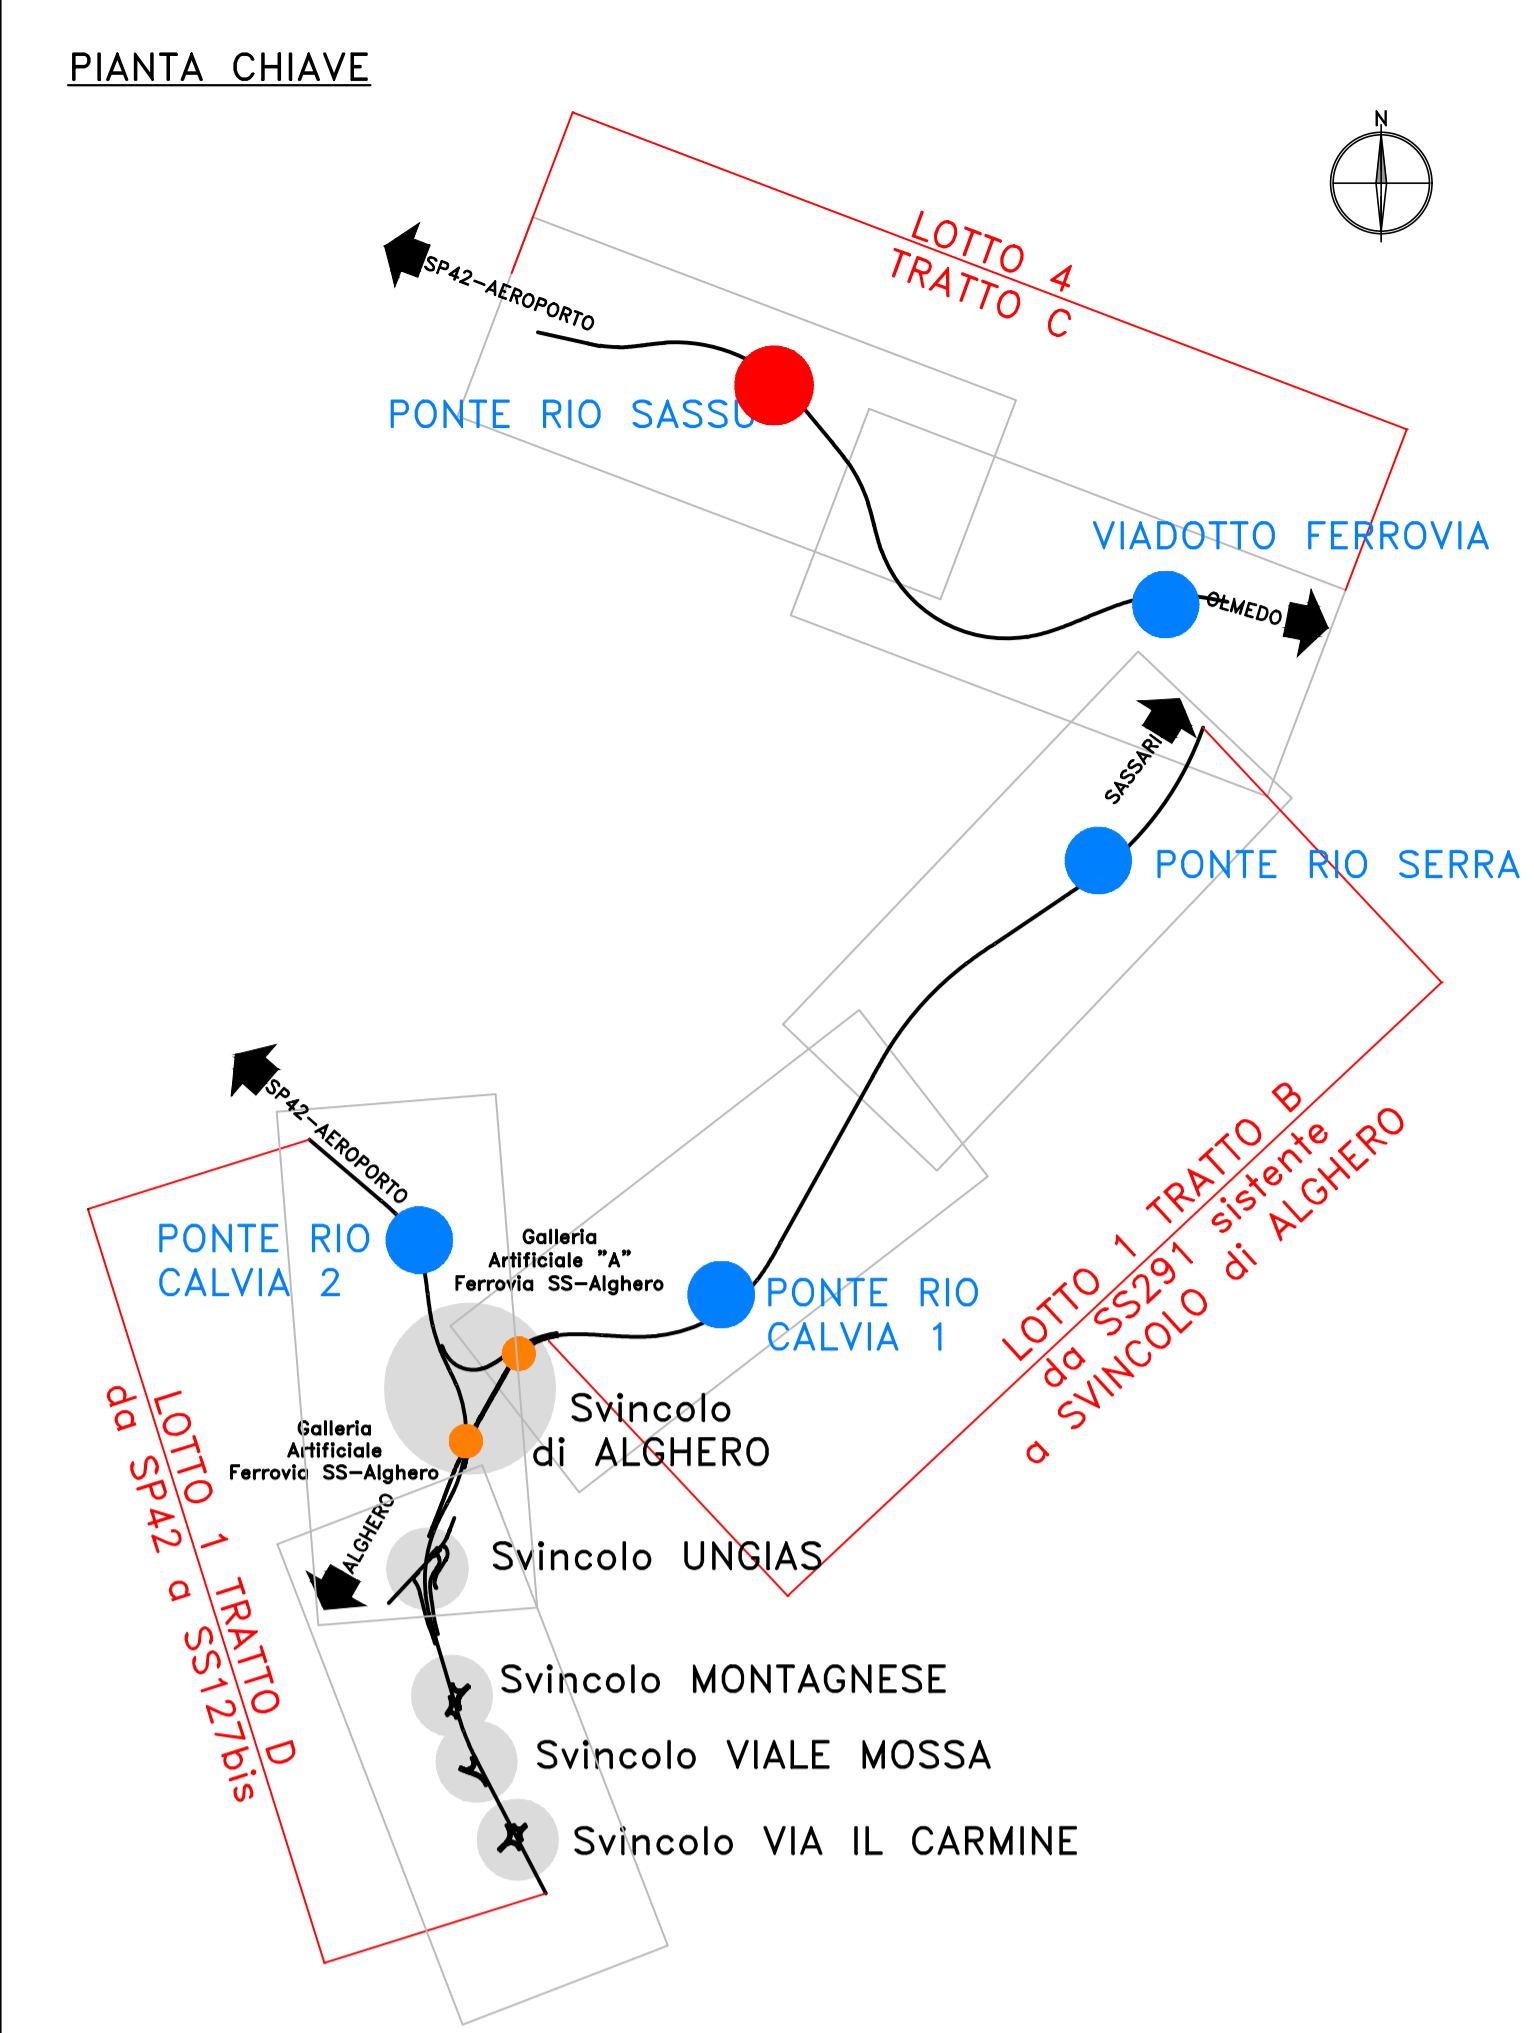 PIANTA CHIAVE
N
LOTTO 4
TRATTO C
SP42-AEROPORTO
PONTE RIO SASSU
VIADOTTO FERROVIA
OLMEDO
SASSARI
PONTE RIO SERRA
LOTTO 1 TRATTO B
da SS291 sistente
a SVINCOLO di ALGHERO
SP42-AEROPORTO
PONTE RIO
CALVIA 2
Galleria
Artificiale "A"
Ferrovia SS-Alghero
PONTE RIO
CALVIA 1
Svincolo
di ALGHERO
Galleria
Artificiale
Ferrovia SS-Alghero
ALGHERO
LOTTO 1 TRATTO D
da SP42 a SS127bis
Svincolo UNGIAS
Svincolo MONTAGNESE
Svincolo VIALE MOSSA
Svincolo VIA IL CARMINE